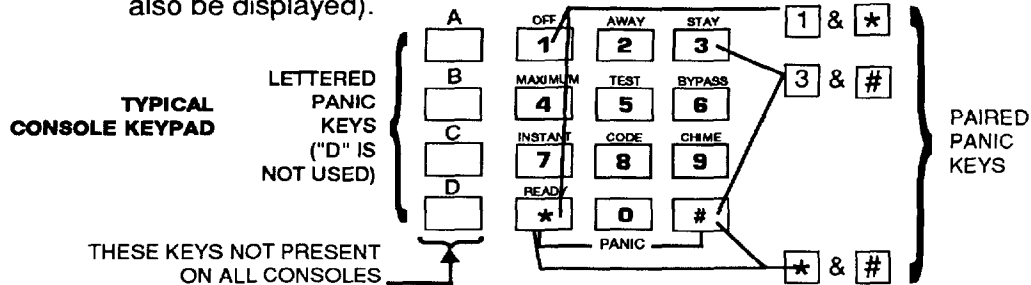 also be displayed).
TYPICAL
CONSOLE KEYPAD
LETTERED
PANIC
KEYS
("D" IS
NOT USED)
A
B
C
D
OFF AWAY STAY
1 2 3
MAXIMUM TEST BYPASS
4 5 6
INSTANT CODE CHIME
7 8 9
READY
* 0 #
PANIC
1 & *
3 & #
* & #
PAIRED
PANIC
KEYS
THESE KEYS NOT PRESENT
ON ALL CONSOLES